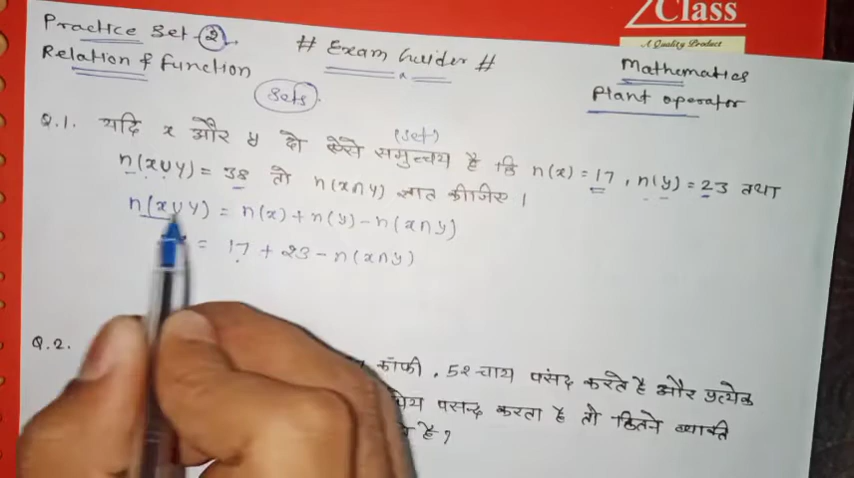 Class
A Quality Product
Practice Set - 2.
# Exam Guider #
Mathematics
Relation & function
Plant operator
Sets.
(set)
Q.1. यदि x और y दो ऐसे समुच्चय है कि n(x) = 17, n(y) = 23 तथा
n(x∪y) = 38 तो n(x∩y) ज्ञात कीजिए।
n(x∪y) = n(x) + n(y) - n(x∩y)
= 17 + 23 - n(x∩y)
Q.2. कॉफी, 52 चाय पसंद करते है और प्रत्येक
पसन्द करता है तो कितने व्यक्ति
है?